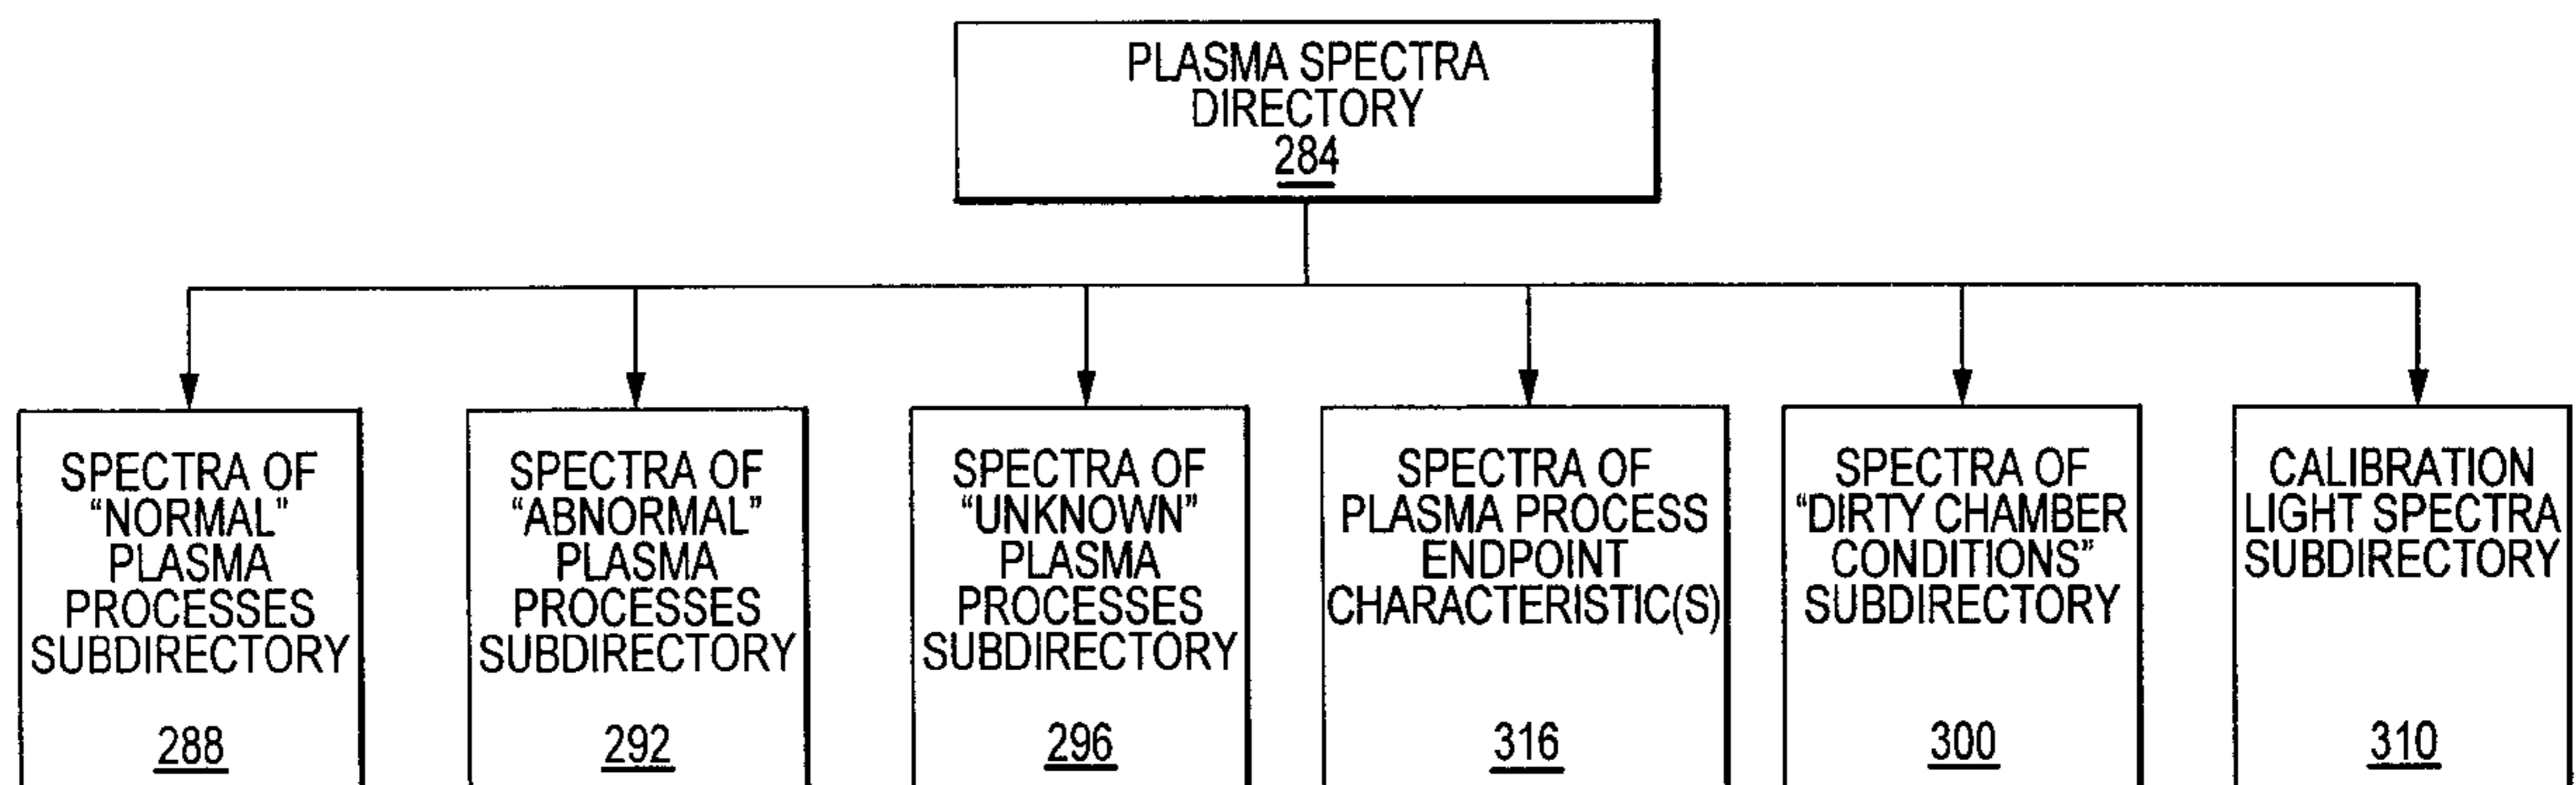 PLASMA SPECTRA
DIRECTORY
284
SPECTRA OF
“NORMAL”
PLASMA
PROCESSES
SUBDIRECTORY
288
SPECTRA OF
“ABNORMAL”
PLASMA
PROCESSES
SUBDIRECTORY
292
SPECTRA OF
“UNKNOWN”
PLASMA
PROCESSES
SUBDIRECTORY
296
SPECTRA OF
PLASMA PROCESS
ENDPOINT
CHARACTERISTIC(S)
316
SPECTRA OF
“DIRTY CHAMBER
CONDITIONS”
SUBDIRECTORY
300
CALIBRATION
LIGHT SPECTRA
SUBDIRECTORY
310